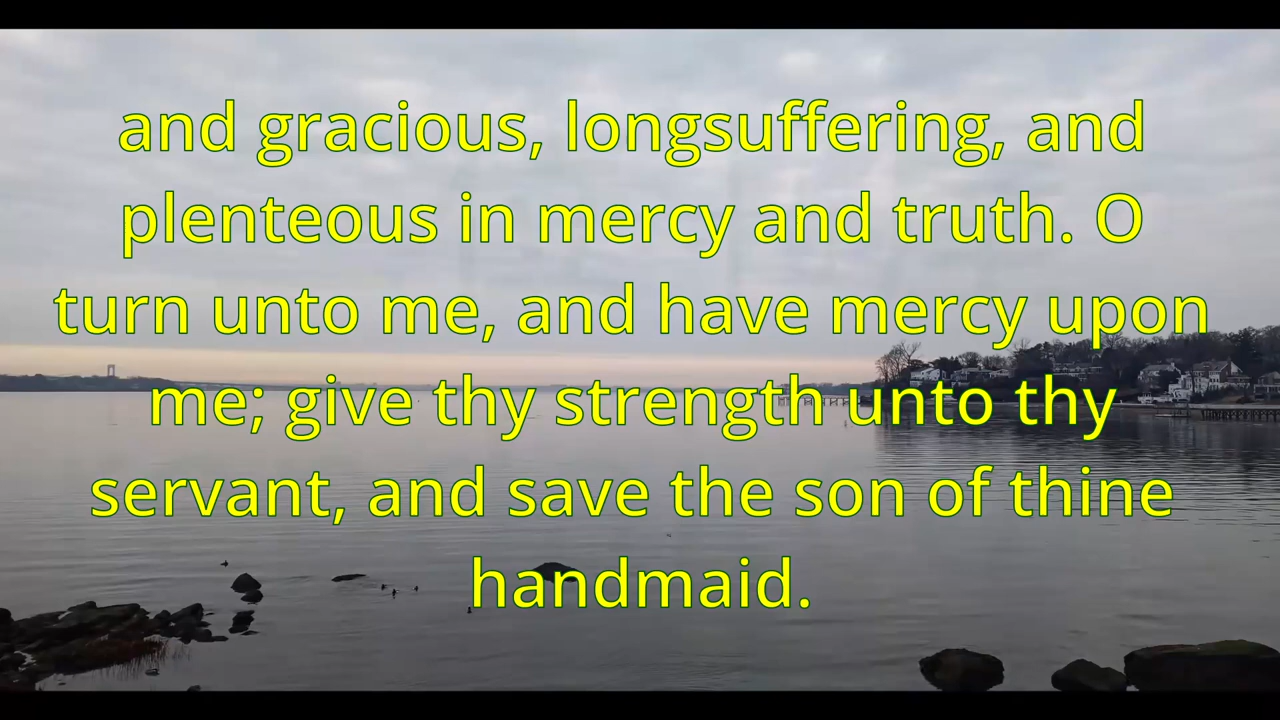 and gracious, longsuffering, and
plenteous in mercy and truth. O
turn unto me, and have mercy upon
me; give thy strength unto thy
servant, and save the son of thine
handmaid.